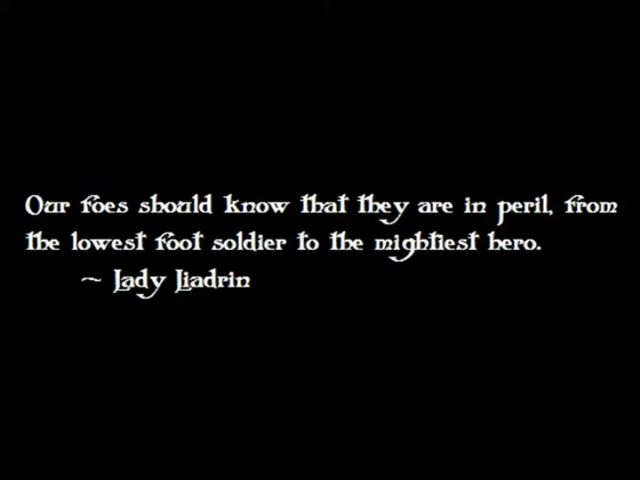 Our foes should know that they are in peril, from
the lowest foot soldier to the mightiest hero.
~ Lady Liadrin